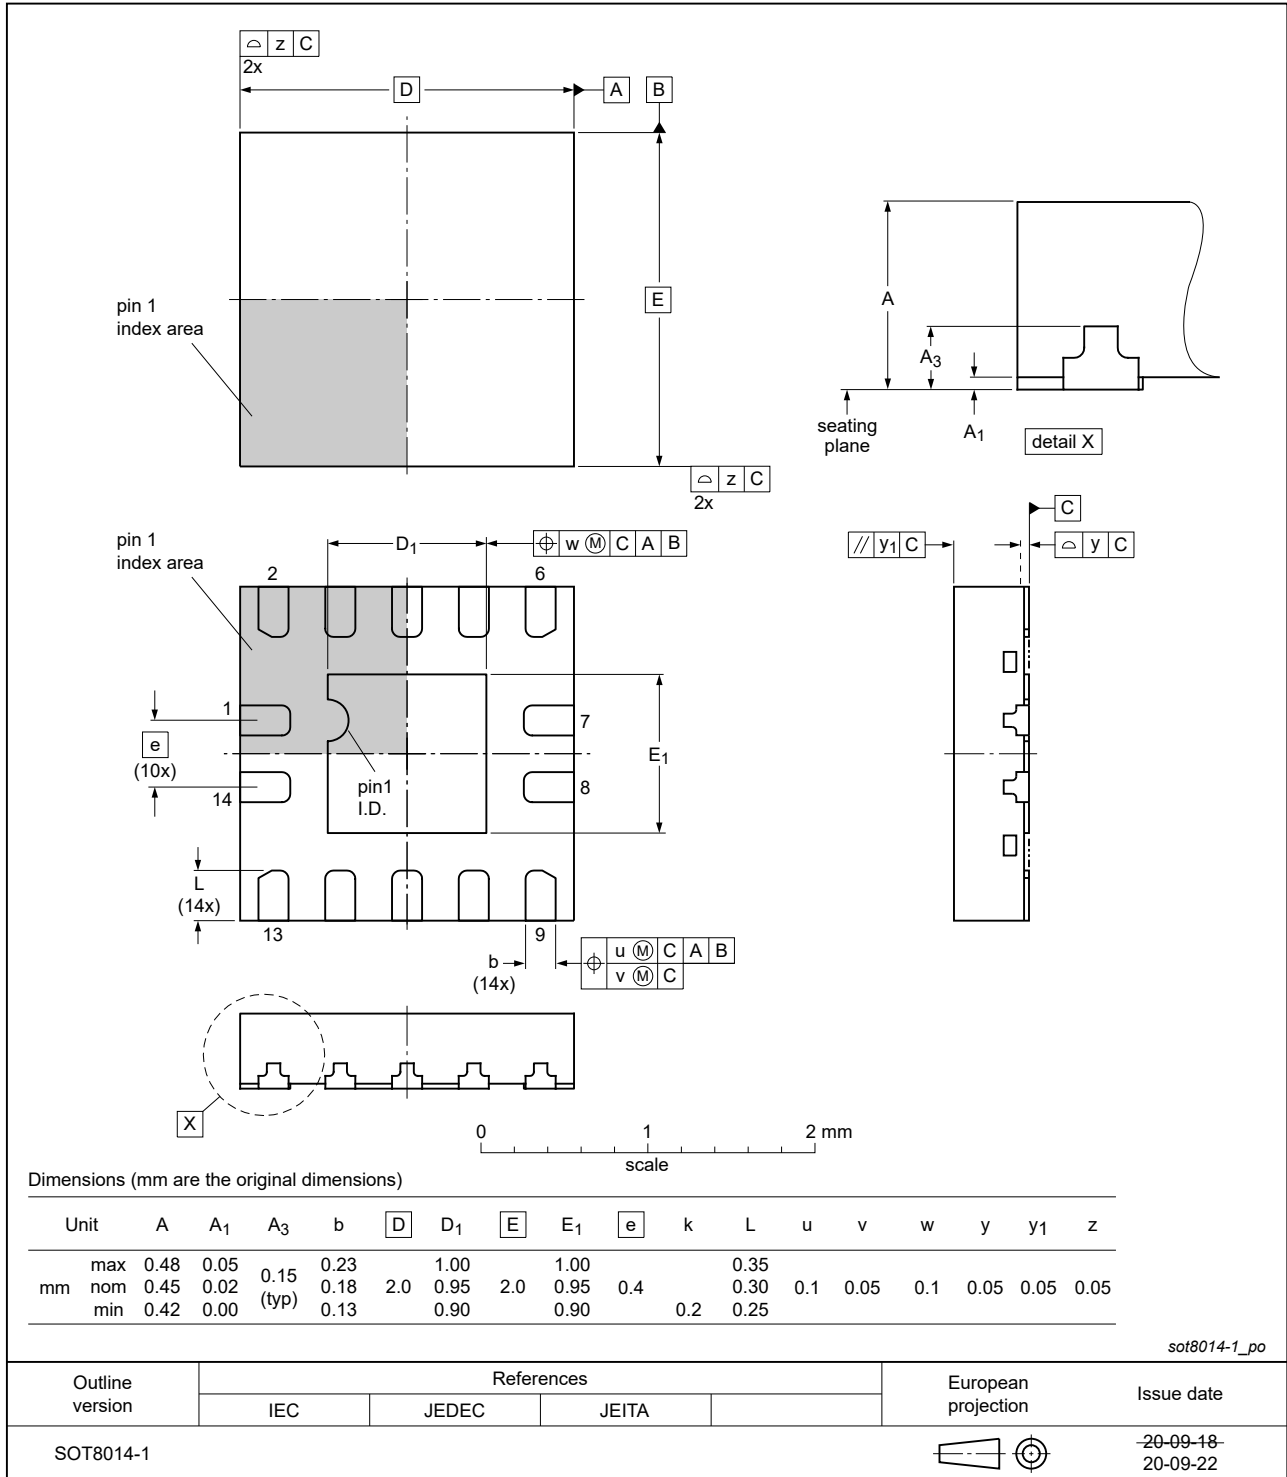 ⌓ z C
2x
D
A
B
pin 1
index area
E
A
A3
A1
seating
plane
detail X
⌓ z C
2x
pin 1
index area
D1
⌖ w Ⓜ C A B
C
// y1 C
⌓ y C
2
6
1
7
e
(10x)
E1
pin1
I.D.
14
8
L
(14x)
13
9
b
(14x)
⌖ u Ⓜ C A B
v Ⓜ C
X
0 1 2 mm
scale
Dimensions (mm are the original dimensions)
Unit A A1 A3 b D D1 E E1 e k L u v w y y1 z
max 0.48 0.05 0.23 1.00 1.00 0.35
mm nom 0.45 0.02 0.15 (typ) 0.18 2.0 0.95 2.0 0.95 0.4 0.30 0.1 0.05 0.1 0.05 0.05 0.05
min 0.42 0.00 0.13 0.90 0.90 0.2 0.25
sot8014-1_po
Outline
version
References
European
projection
Issue date
IEC JEDEC JEITA
SOT8014-1
20-09-18
20-09-22